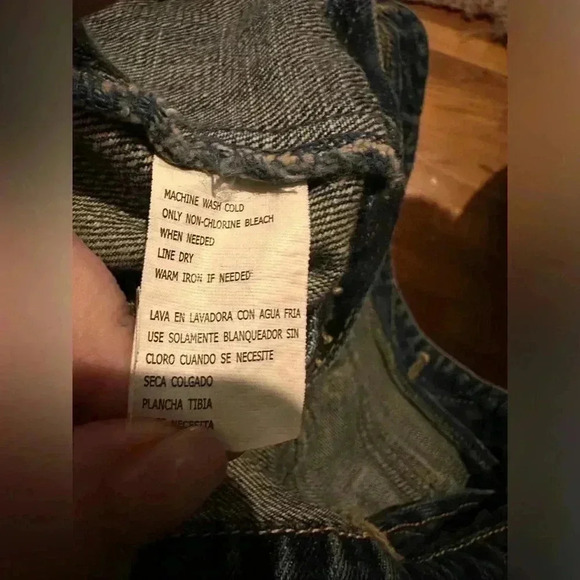 MACHINE WASH COLD
ONLY NON-CHLORINE BLEACH
WHEN NEEDED
LINE DRY
WARM IRON IF NEEDED
LAVA EN LAVADORA CON AGUA FRIA
USE SOLAMENTE BLANQUEADOR SIN
CLORO CUANDO SE NECESITE
SECA COLGADO
PLANCHA TIBIA
NECESITA